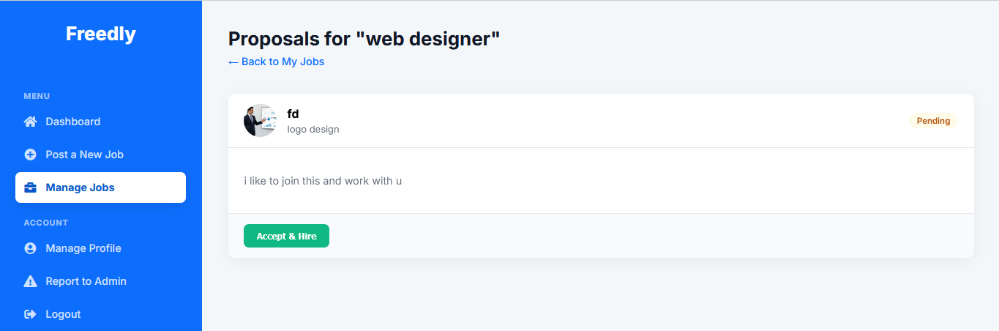 Freedly
MENU
Dashboard
Post a New Job
Manage Jobs
ACCOUNT
Manage Profile
Report to Admin
Logout
Proposals for "web designer"
← Back to My Jobs
fd
logo design
Pending
i like to join this and work with u
Accept & Hire